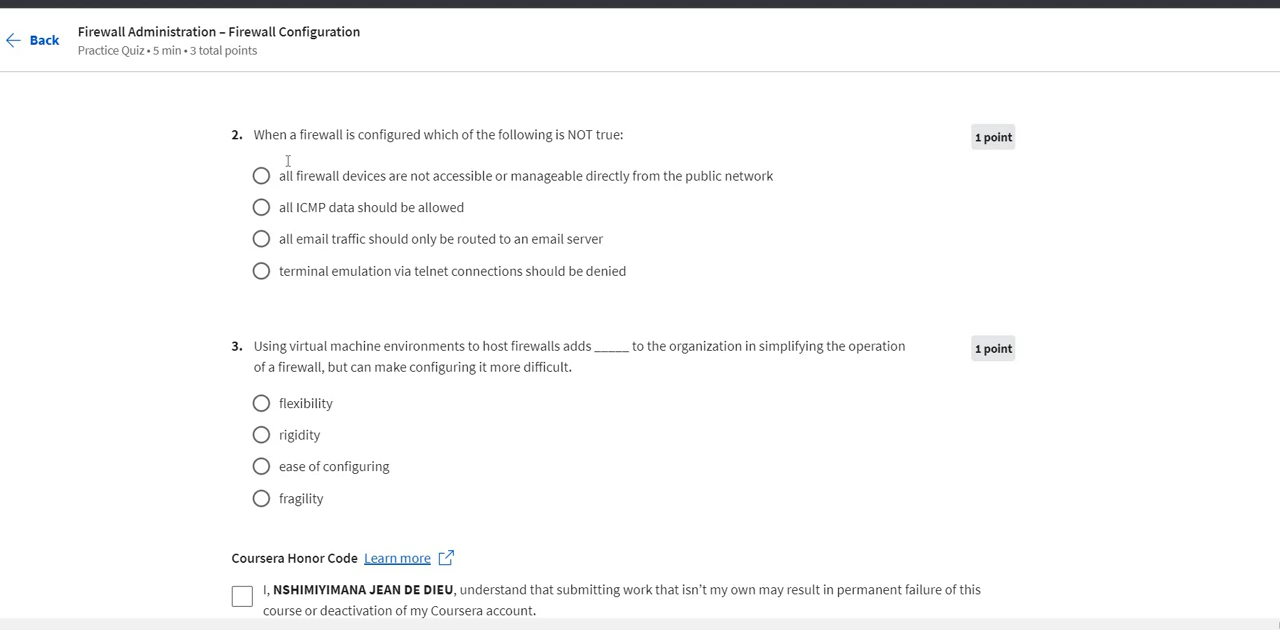 Back
Firewall Administration – Firewall Configuration
Practice Quiz • 5 min • 3 total points
2. When a firewall is configured which of the following is NOT true:
1 point
all firewall devices are not accessible or manageable directly from the public network
all ICMP data should be allowed
all email traffic should only be routed to an email server
terminal emulation via telnet connections should be denied
3. Using virtual machine environments to host firewalls adds _____ to the organization in simplifying the operation
of a firewall, but can make configuring it more difficult.
1 point
flexibility
rigidity
ease of configuring
fragility
Coursera Honor Code Learn more
I, NSHIMIYIMANA JEAN DE DIEU, understand that submitting work that isn’t my own may result in permanent failure of this
course or deactivation of my Coursera account.